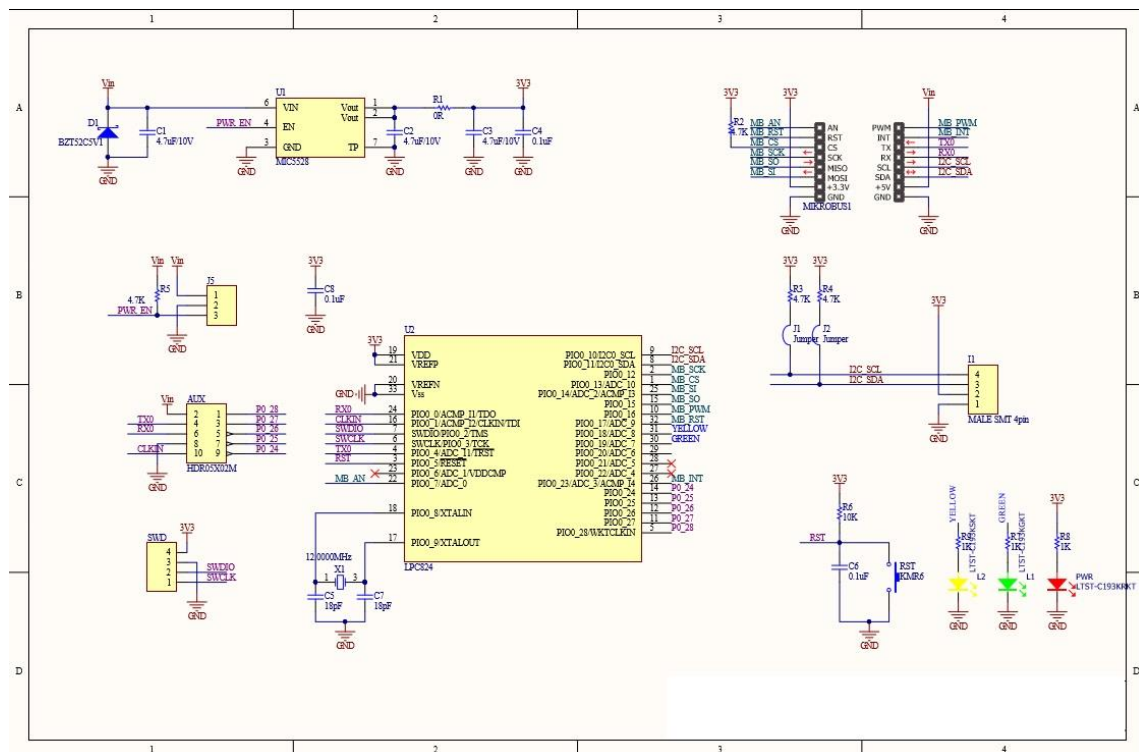 1 2 3 4
A
B
C
D
Vin
D1
BZT52C5V1
GND
C1
4.7uF/10V
PWR_EN
GND
U1
6 VIN Vout 1
Vout 2
4 EN
3 GND TP 7
MIC5528
R1
0R
C2
4.7uF/10V
GND
C3
4.7uF/10V
GND
3V3
C4
0.1uF
GND
3V3
R2
4.7K
3V3
MB_AN AN
MB_RST RST
MB_CS CS
MB_SCK SCK
MB_SO MISO
MB_SI MOSI
+3.3V
GND
MIKROBUS1
GND
Vin
PWM MB_PWM
INT MB_INT
TX TX0
RX RX0
SCL I2C_SCL
SDA I2C_SDA
+5V
GND
GND
Vin Vin
R5
4.7K
PWR_EN
J5
1
2
3
GND
3V3
C8
0.1uF
GND
3V3 3V3
R3
4.7K
R4
4.7K
J1
Jumper
J2
Jumper
3V3
I2C_SCL
I2C_SDA
I1
4
3
2
1
MALE SMT 4pin
GND
U2
3V3
19 VDD
21 VREFP
20 VREFN
GND 33 Vss
RX0 24 PIO0_0/ACMP_I1/TDO
CLKIN 16 PIO0_1/ACMP_I2/CLKIN/TDI
SWDIO 7 SWDIO/PIO0_2/TMS
SWCLK 6 SWCLK/PIO0_3/TCK
TX0 4 PIO0_4/ADC_11/TRST
RST 3 PIO0_5/RESET
23 PIO0_6/ADC_1/VDDCMP
MB_AN 22 PIO0_7/ADC_0
18 PIO0_8/XTALIN
17 PIO0_9/XTALOUT
PIO0_10/I2C0_SCL 9 I2C_SCL
PIO0_11/I2C0_SDA 8 I2C_SDA
PIO0_12 2 MB_SCK
PIO0_13/ADC_10 1 MB_CS
PIO0_14/ADC_2/ACMP_I3 25 MB_SI
PIO0_15 15 MB_SO
PIO0_16 10 MB_PWM
PIO0_17/ADC_9 32 MB_RST
PIO0_18/ADC_8 31 YELLOW
PIO0_19/ADC_7 30 GREEN
PIO0_20/ADC_6 29
PIO0_21/ADC_5 28
PIO0_22/ADC_4 27
PIO0_23/ADC_3/ACMP_I4 26 MB_INT
PIO0_24 14 P0_24
PIO0_25 13 P0_25
PIO0_26 12 P0_26
PIO0_27 11 P0_27
PIO0_28/WKTCLKIN 5 P0_28
LPC824
AUX
Vin
2 1 P0_28
TX0 4 3 P0_27
RX0 6 5 P0_26
8 7 P0_25
CLKIN 10 9 P0_24
HDR05X02M
GND
SWD
3V3
4
3
2 SWDIO
1 SWCLK
GND
12.0000MHz
X1
1 3
C5
18pF
C7
18pF
GND
3V3
R6
10K
RST
C6
0.1uF
RST
KMR6
GND
YELLOW
1K
LTST-C193KSKT
L2
GND
GREEN
1K
LTST-C193KGKT
L1
GND
3V3
R8
1K
PWR
LTST-C193KRKT
GND
1 2 3 4